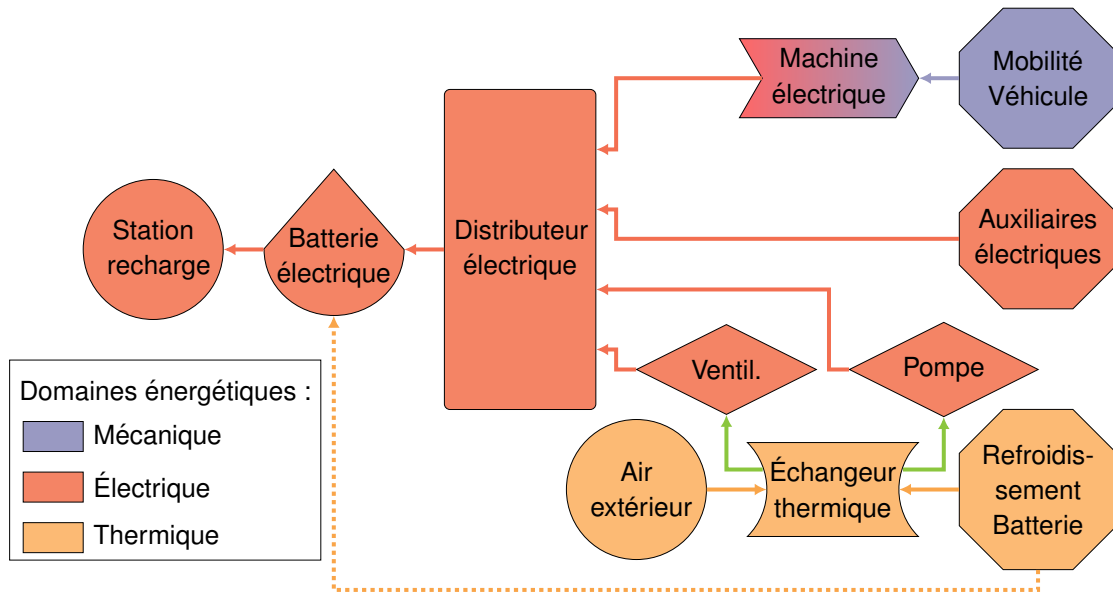 Machine
électrique
Mobilité
Véhicule
Station
recharge
Batterie
électrique
Distributeur
électrique
Auxiliaires
électriques
Ventil.
Pompe
Domaines énergétiques :
Mécanique
Électrique
Thermique
Air
extérieur
Échangeur
thermique
Refroidis-
sement
Batterie